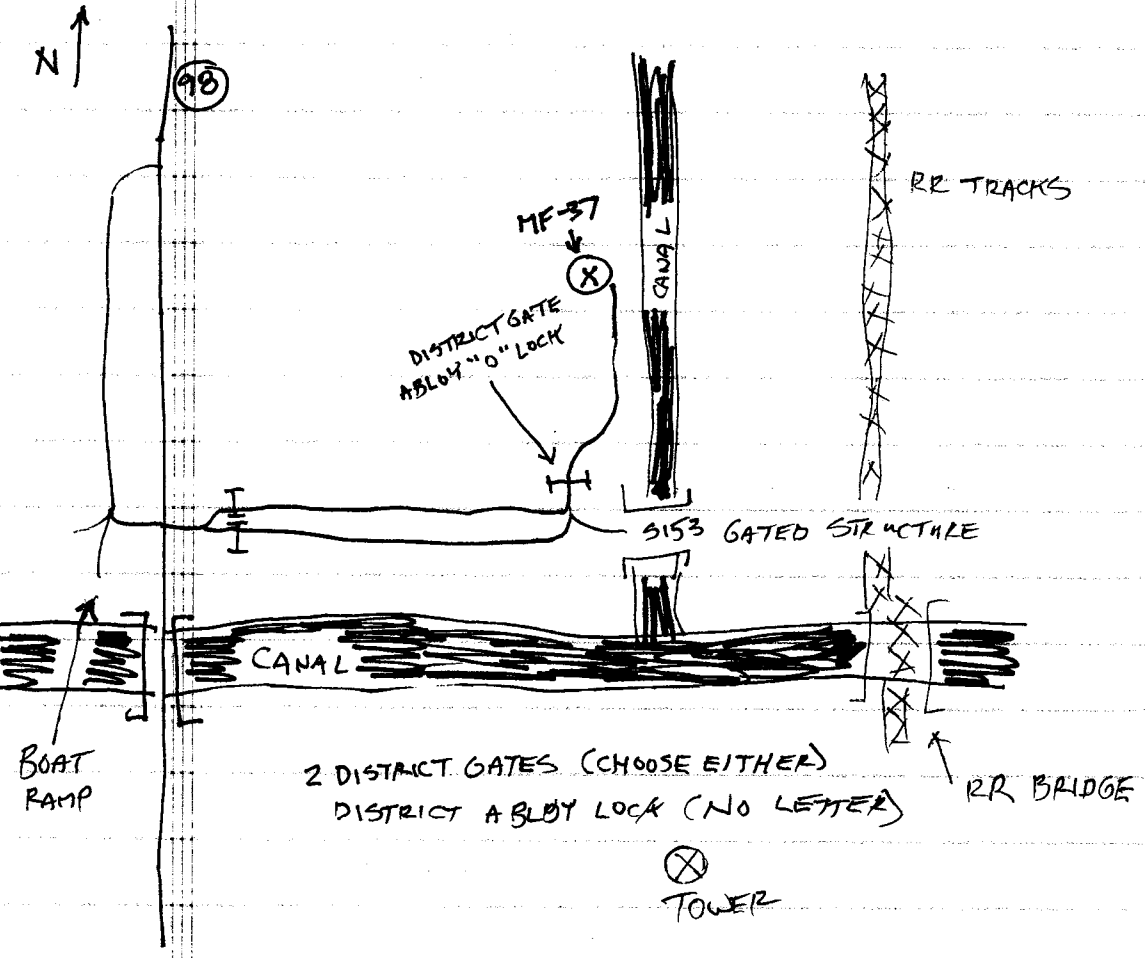 N
98
RR TRACKS
MF-37
X
CANAL
DISTRICT GATE
ABLOY "O" LOCK
S153 GATED STRUCTURE
CANAL
BOAT
RAMP
2 DISTRICT GATES (CHOOSE EITHER)
DISTRICT ABLOY LOCK (NO LETTER)
RR BRIDGE
X
TOWER